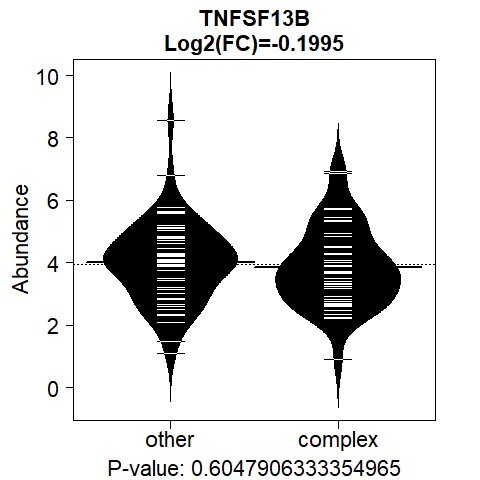 TNFSF13B
Log2(FC)=-0.1995
Abundance
10
8
6
4
2
0
other complex
P-value: 0.6047906333354965